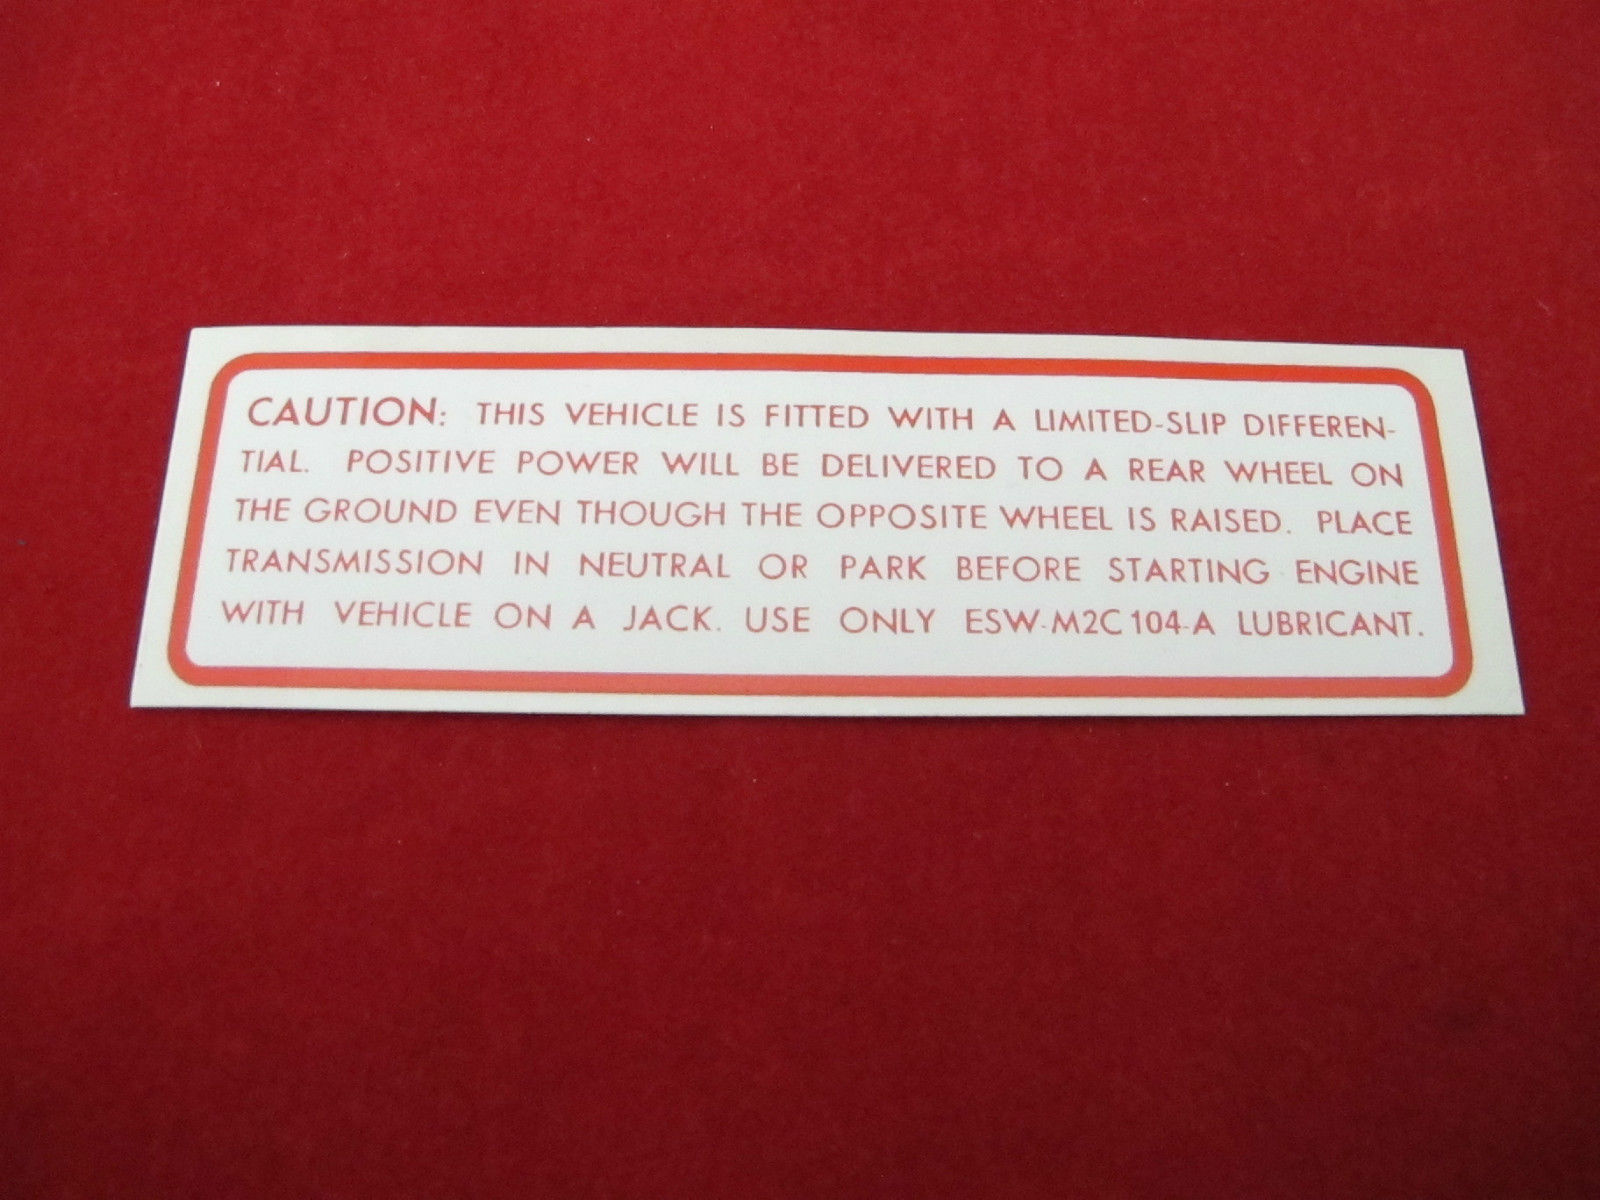 CAUTION: THIS VEHICLE IS FITTED WITH A LIMITED-SLIP DIFFEREN-
TIAL. POSITIVE POWER WILL BE DELIVERED TO A REAR WHEEL ON
THE GROUND EVEN THOUGH THE OPPOSITE WHEEL IS RAISED. PLACE
TRANSMISSION IN NEUTRAL OR PARK BEFORE STARTING ENGINE
WITH VEHICLE ON A JACK. USE ONLY ESW-M2C 104-A LUBRICANT.